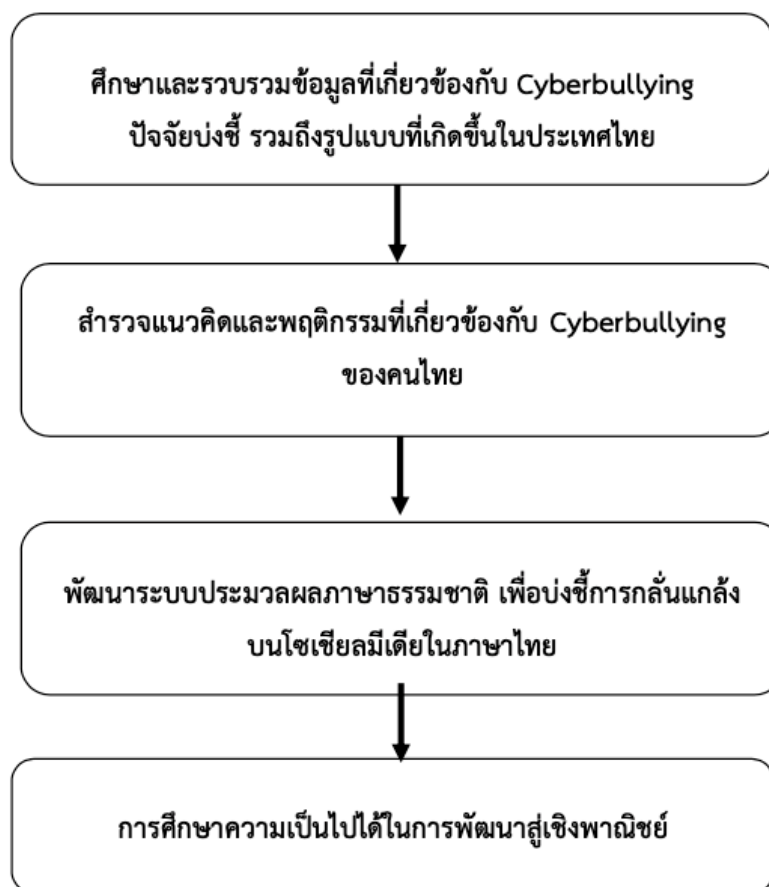 ศึกษาและรวบรวมข้อมูลที่เกี่ยวข้องกับ Cyberbullying
ปัจจัยบ่งชี้ รวมถึงรูปแบบที่เกิดขึ้นในประเทศไทย
สำรวจแนวคิดและพฤติกรรมที่เกี่ยวข้องกับ Cyberbullying
ของคนไทย
พัฒนาระบบประมวลผลภาษาธรรมชาติ เพื่อบ่งชี้การกลั่นแกล้ง
บนโซเชียลมีเดียในภาษาไทย
การศึกษาความเป็นไปได้ในการพัฒนาสู่เชิงพาณิชย์